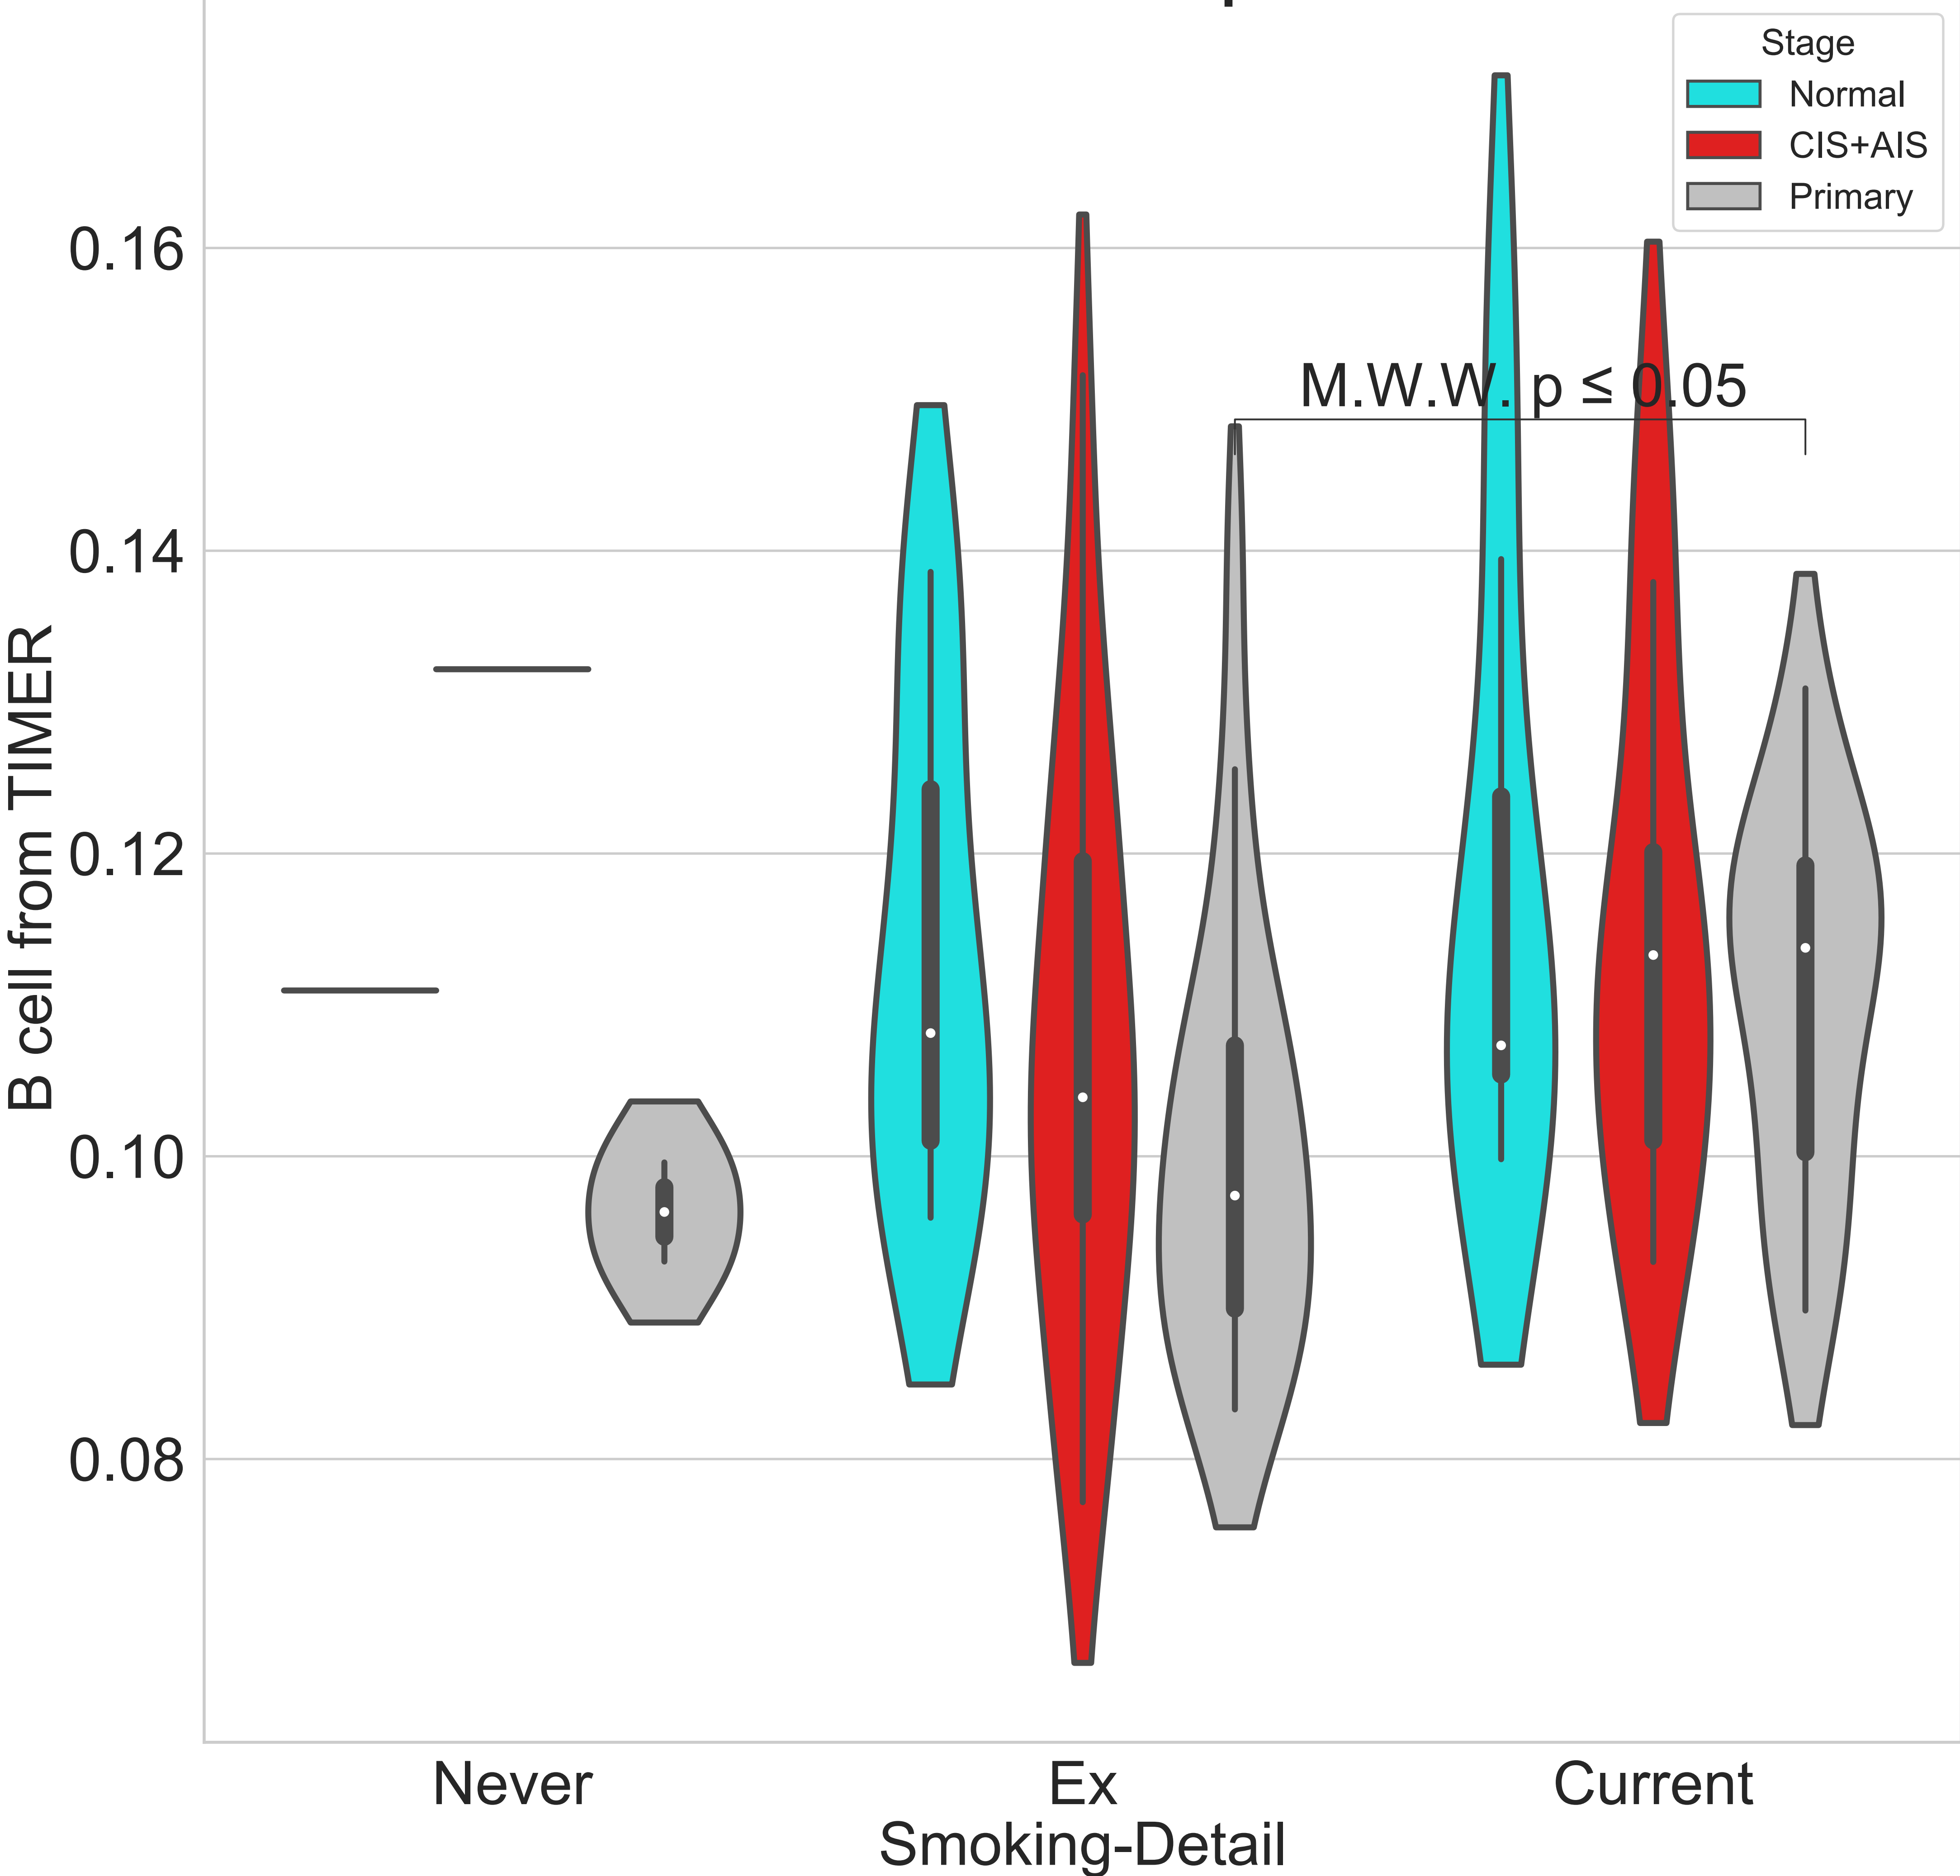 Stage
Normal
CIS+AIS
Primary
0.16
M.W.W. p ≤ 0.05
0.14
0.12
0.10
0.08
B cell from TIMER
Never
Ex
Current
Smoking-Detail